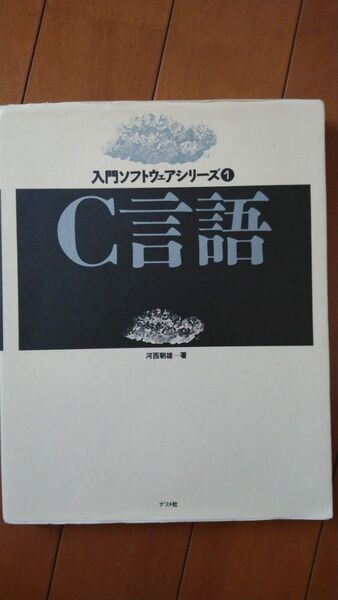 入門ソフトウェアシリーズ❶
C言語
河西朝雄─著
ナツメ社